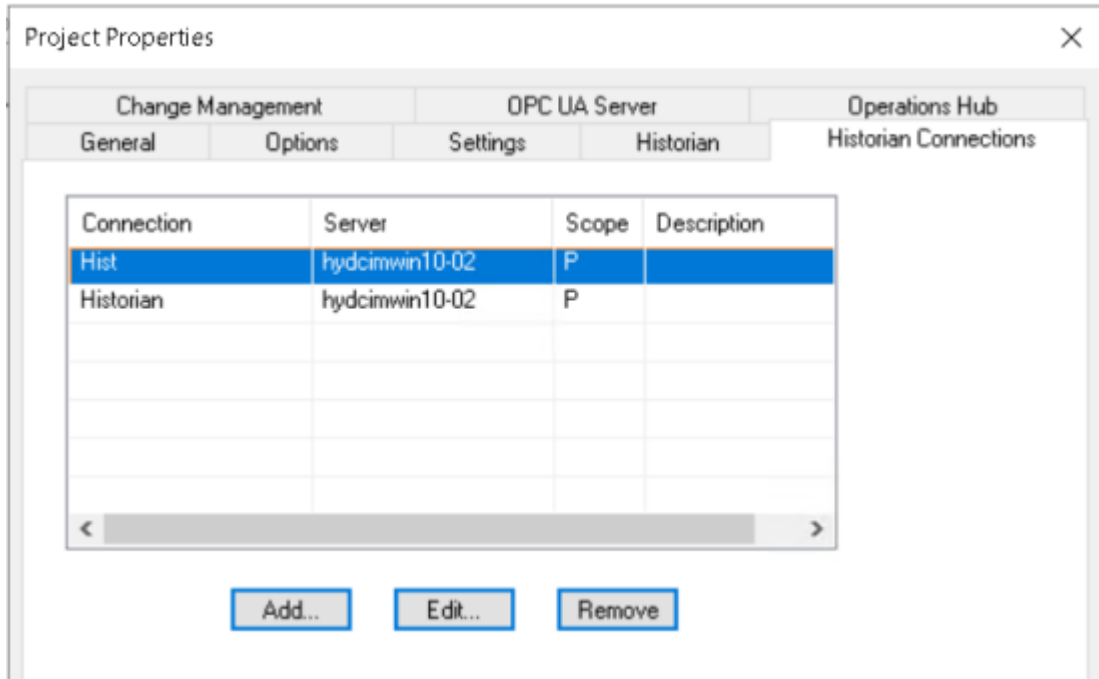 Project Properties
Change Management OPC UA Server Operations Hub
General Options Settings Historian Historian Connections
Connection Server Scope Description
Hist hydcimwin10-02 P
Historian hydcimwin10-02 P
Add... Edit... Remove